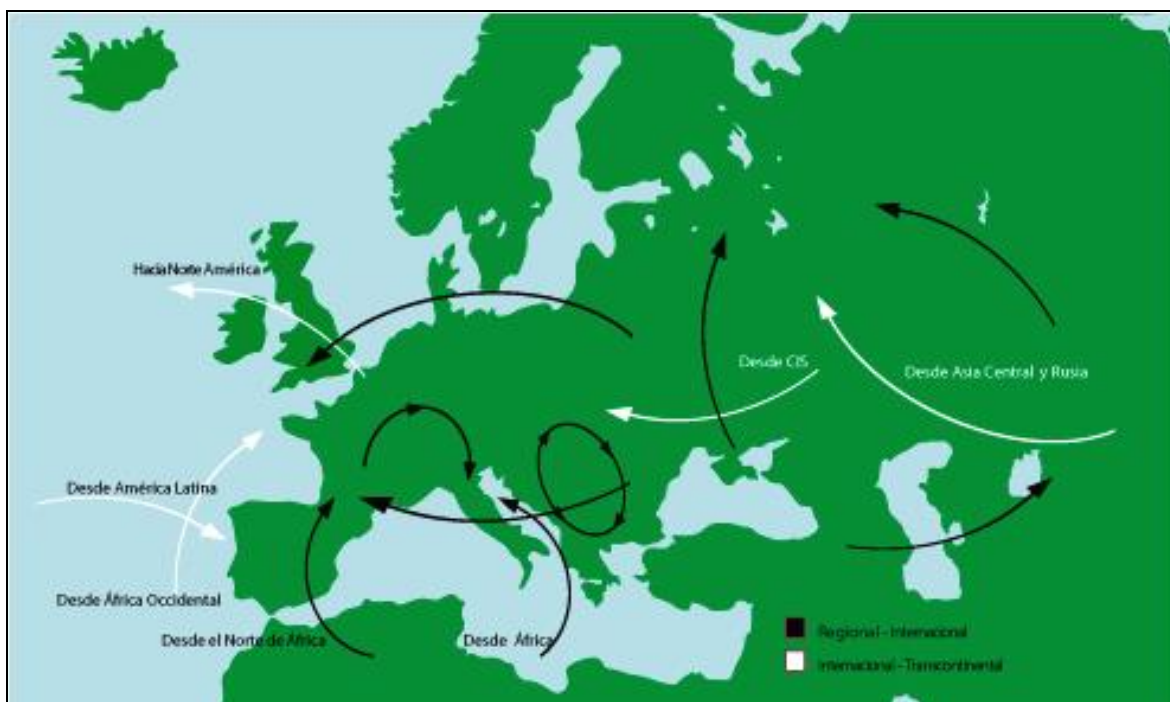 Hacia Norte América
Desde CIS
Desde Asia Central y Rusia
Desde América Latina
Desde África Occidental
Desde el Norte de África
Desde África
Regional - Internacional
Internacional - Transcontinental